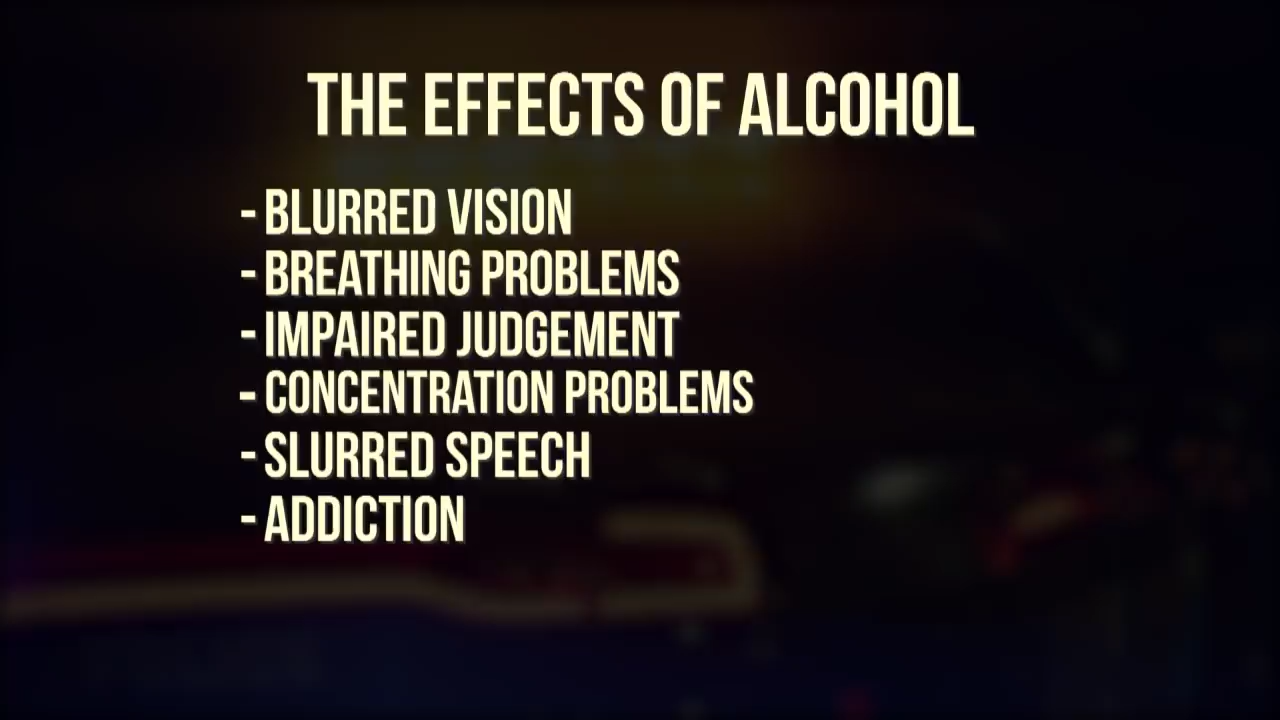 THE EFFECTS OF ALCOHOL
- BLURRED VISION
- BREATHING PROBLEMS
- IMPAIRED JUDGEMENT
- CONCENTRATION PROBLEMS
- SLURRED SPEECH
- ADDICTION